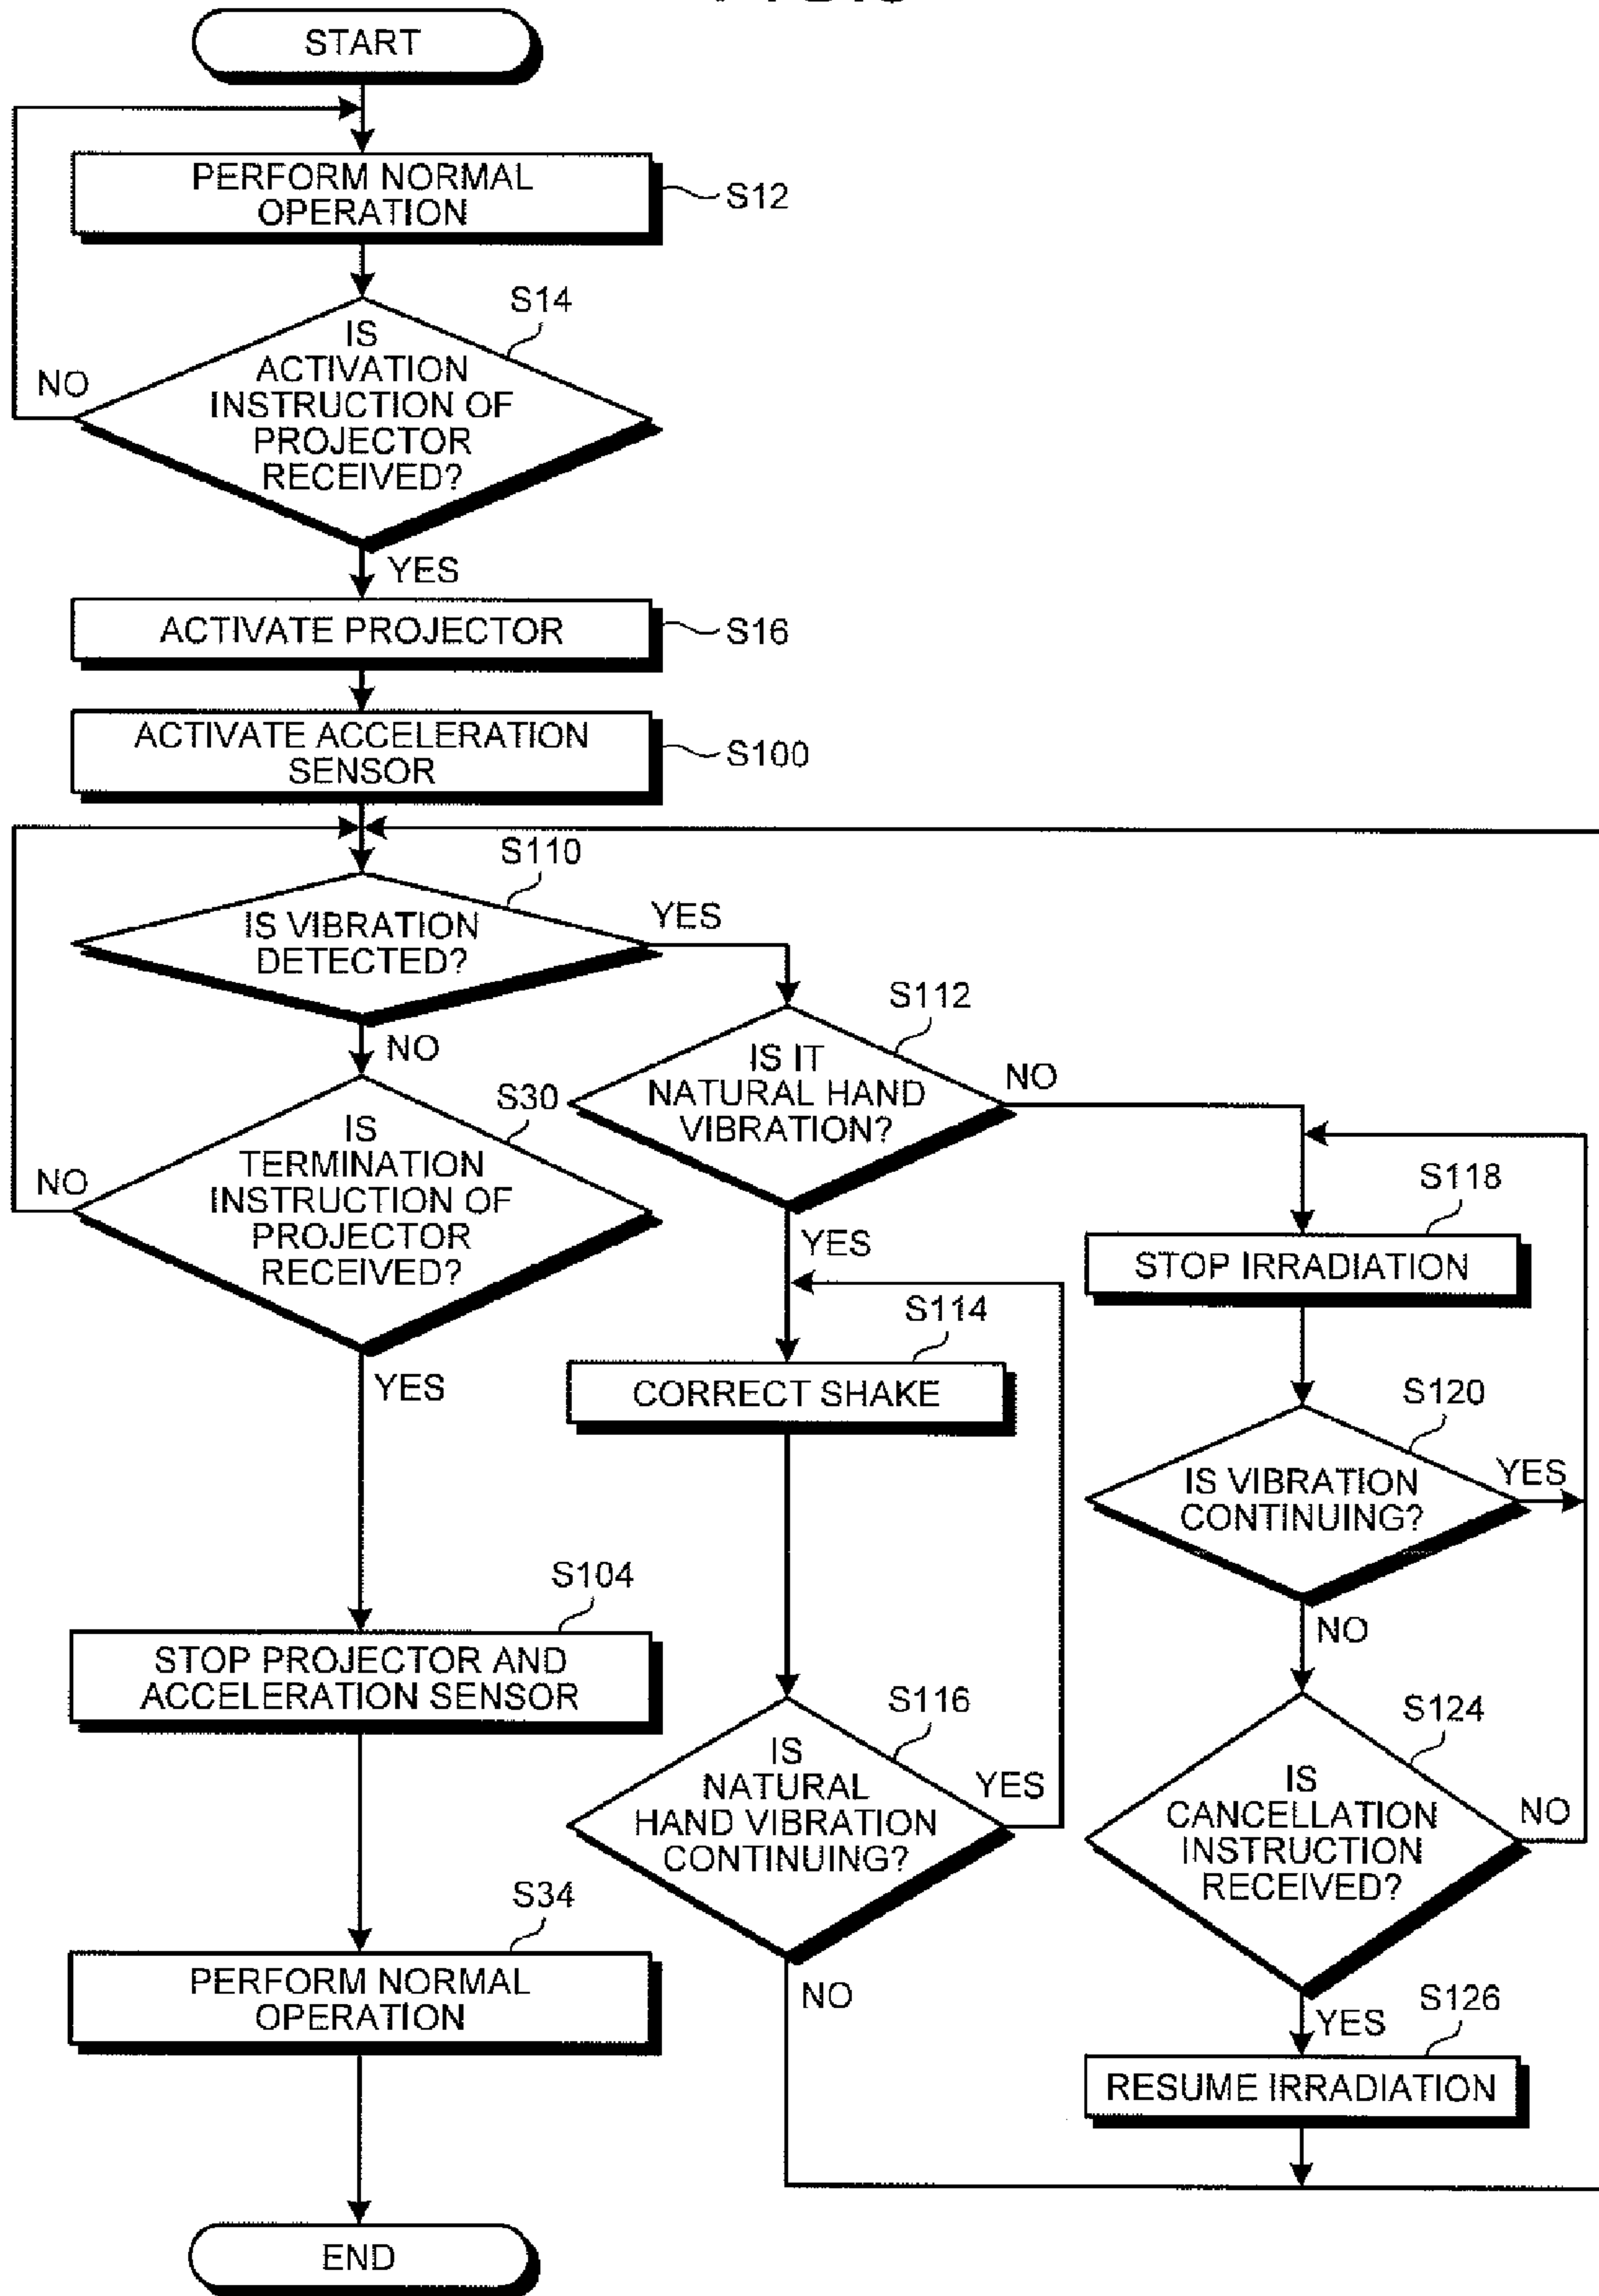 START
PERFORM NORMAL
OPERATION
S12
S14
IS
ACTIVATION
INSTRUCTION OF
PROJECTOR
RECEIVED?
NO
YES
ACTIVATE PROJECTOR
S16
ACTIVATE ACCELERATION
SENSOR
S100
S110
IS VIBRATION
DETECTED?
YES
NO
S112
IS IT
NATURAL HAND
VIBRATION?
NO
YES
S30
IS
TERMINATION
INSTRUCTION OF
PROJECTOR
RECEIVED?
NO
YES
S114
CORRECT SHAKE
S118
STOP IRRADIATION
S120
IS VIBRATION
CONTINUING?
YES
NO
S104
STOP PROJECTOR AND
ACCELERATION SENSOR
S116
IS
NATURAL
HAND VIBRATION
CONTINUING?
YES
NO
S124
IS
CANCELLATION
INSTRUCTION
RECEIVED?
NO
YES
S34
PERFORM NORMAL
OPERATION
S126
RESUME IRRADIATION
END